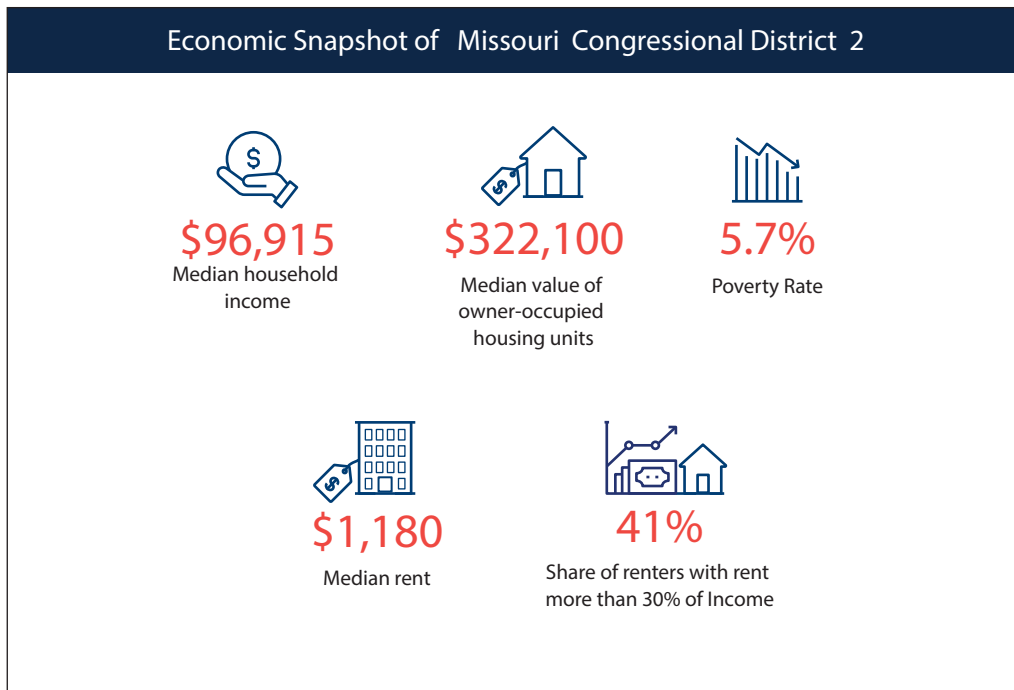 Economic Snapshot of Missouri Congressional District 2
$
$
$96,915
Median household
income
$322,100
Median value of
owner-occupied
housing units
5.7%
Poverty Rate
$
$1,180
Median rent
41%
Share of renters with rent
more than 30% of Income